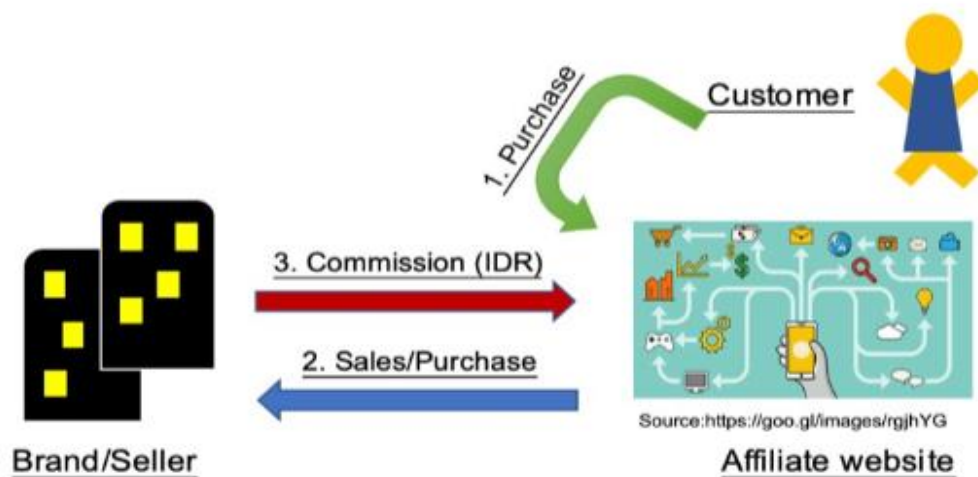 Customer
1. Purchase
3. Commission (IDR)
2. Sales/Purchase
Source:https://goo.gl/images/rgjhYG
Brand/Seller
Affiliate website